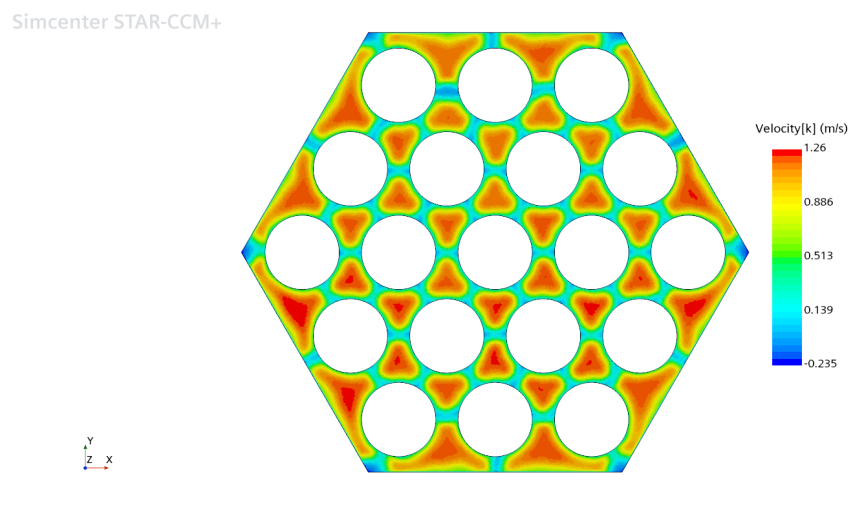 Simcenter STAR-CCM+
Velocity[k] (m/s)
1.26
0.886
0.513
0.139
-0.235
Y
Z X